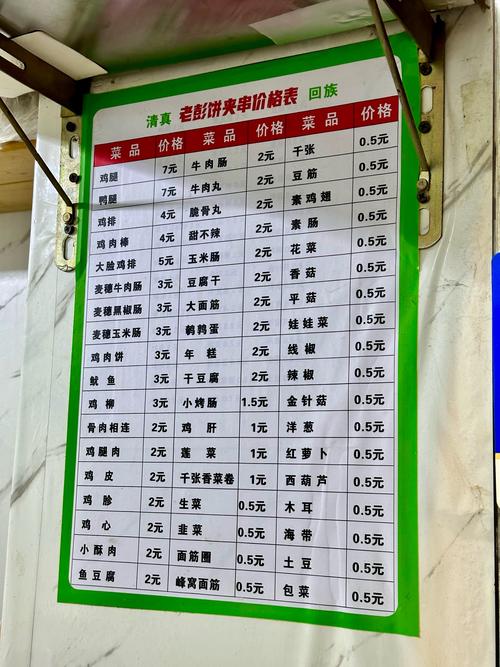 清真 老彭饼夹串价格表 回族
菜品 价格 菜品 价格 菜品 价格
鸡腿 7元 牛肉肠 2元 千张 0.5元
鸭腿 7元 牛肉丸 2元 豆筋 0.5元
鸡排 4元 脆骨丸 2元 素鸡翅 0.5元
鸡肉棒 4元 甜不辣 2元 素肠 0.5元
大脸鸡排 5元 玉米肠 2元 花菜 0.5元
麦穗牛肉肠 3元 豆腐干 2元 香菇 0.5元
麦穗黑椒肠 3元 大面筋 2元 平菇 0.5元
麦穗玉米肠 3元 鹌鹑蛋 2元 娃娃菜 0.5元
鸡肉饼 3元 年糕 2元 线椒 0.5元
鱿鱼 3元 干豆腐 2元 辣椒 0.5元
鸡柳 3元 小烤肠 1.5元 金针菇 0.5元
骨肉相连 2元 鸡肝 1元 洋葱 0.5元
鸡腿肉 2元 莲菜 1元 红萝卜 0.5元
鸡皮 2元 千张香菜卷 1元 西葫芦 0.5元
鸡胗 2元 生菜 0.5元 木耳 0.5元
鸡心 2元 韭菜 0.5元 海带 0.5元
小酥肉 2元 面筋圈 0.5元 土豆 0.5元
鱼豆腐 2元 蜂窝面筋 0.5元 包菜 0.5元